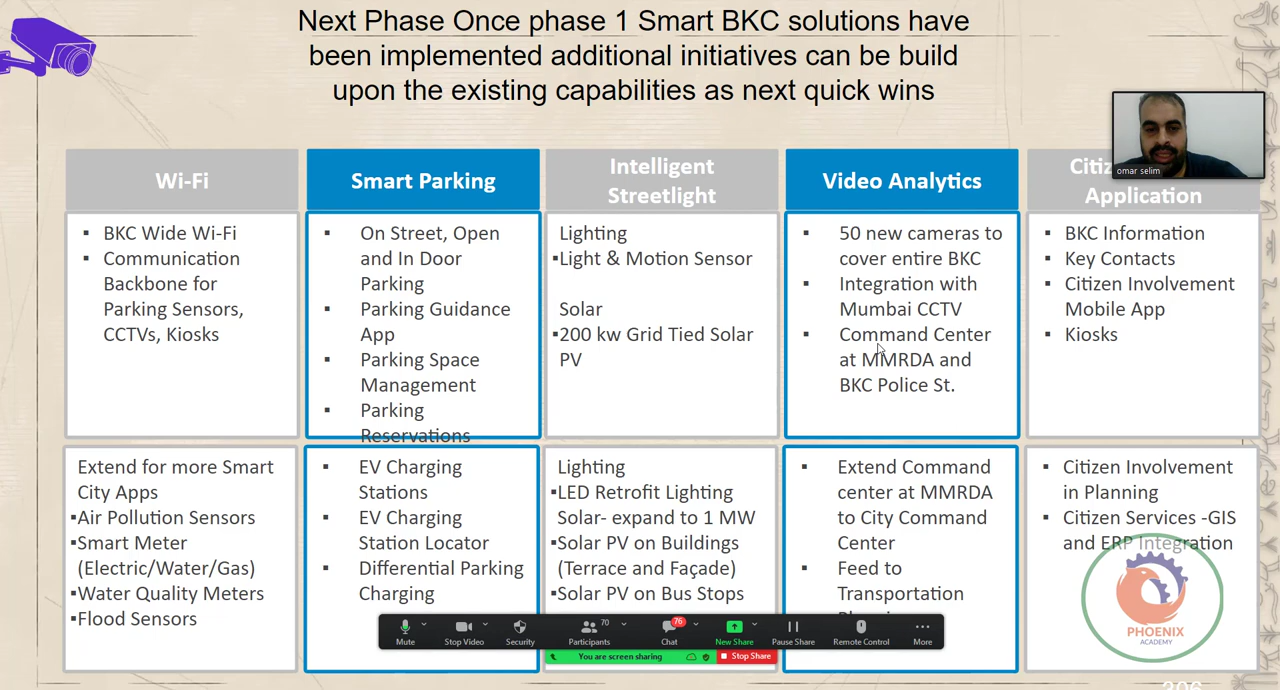 Next Phase Once phase 1 Smart BKC solutions have
been implemented additional initiatives can be build
upon the existing capabilities as next quick wins
omar selim
Wi-Fi
▪ BKC Wide Wi-Fi
▪ Communication
Backbone for
Parking Sensors,
CCTVs, Kiosks
Extend for more Smart
City Apps
▪Air Pollution Sensors
▪Smart Meter
(Electric/Water/Gas)
▪Water Quality Meters
▪Flood Sensors
Smart Parking
▪ On Street, Open
and In Door
Parking
▪ Parking Guidance
App
▪ Parking Space
Management
▪ Parking
Reservations
▪ EV Charging
Stations
▪ EV Charging
Station Locator
▪ Differential Parking
Charging
Intelligent
Streetlight
Lighting
▪Light & Motion Sensor
Solar
▪200 kw Grid Tied Solar
PV
Lighting
▪LED Retrofit Lighting
Solar- expand to 1 MW
▪Solar PV on Buildings
(Terrace and Façade)
▪Solar PV on Bus Stops
Video Analytics
▪ 50 new cameras to
cover entire BKC
▪ Integration with
Mumbai CCTV
▪ Command Center
at MMRDA and
BKC Police St.
▪ Extend Command
center at MMRDA
to City Command
Center
▪ Feed to
Transportation
Application
▪ BKC Information
▪ Key Contacts
▪ Citizen Involvement
Mobile App
▪ Kiosks
▪ Citizen Involvement
in Planning
▪ Citizen Services -GIS
and ERP Integration
PHOENIX
ACADEMY
Mute
Stop Video
Security
70
Participants
76
Chat
New Share
Pause Share
Remote Control
More
You are screen sharing
Stop Share